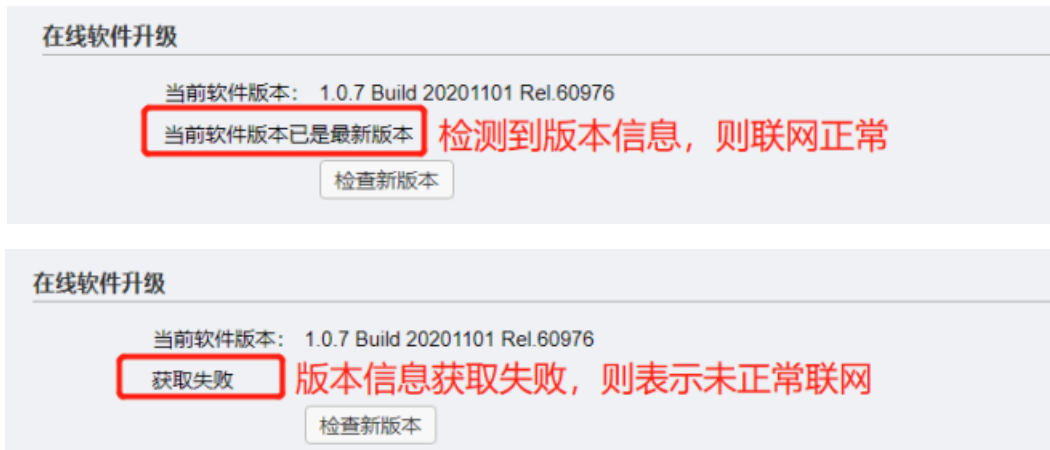 在线软件升级
当前软件版本： 1.0.7 Build 20201101 Rel.60976
当前软件版本已是最新版本 检测到版本信息，则联网正常
检查新版本
在线软件升级
当前软件版本： 1.0.7 Build 20201101 Rel.60976
获取失败 版本信息获取失败，则表示未正常联网
检查新版本